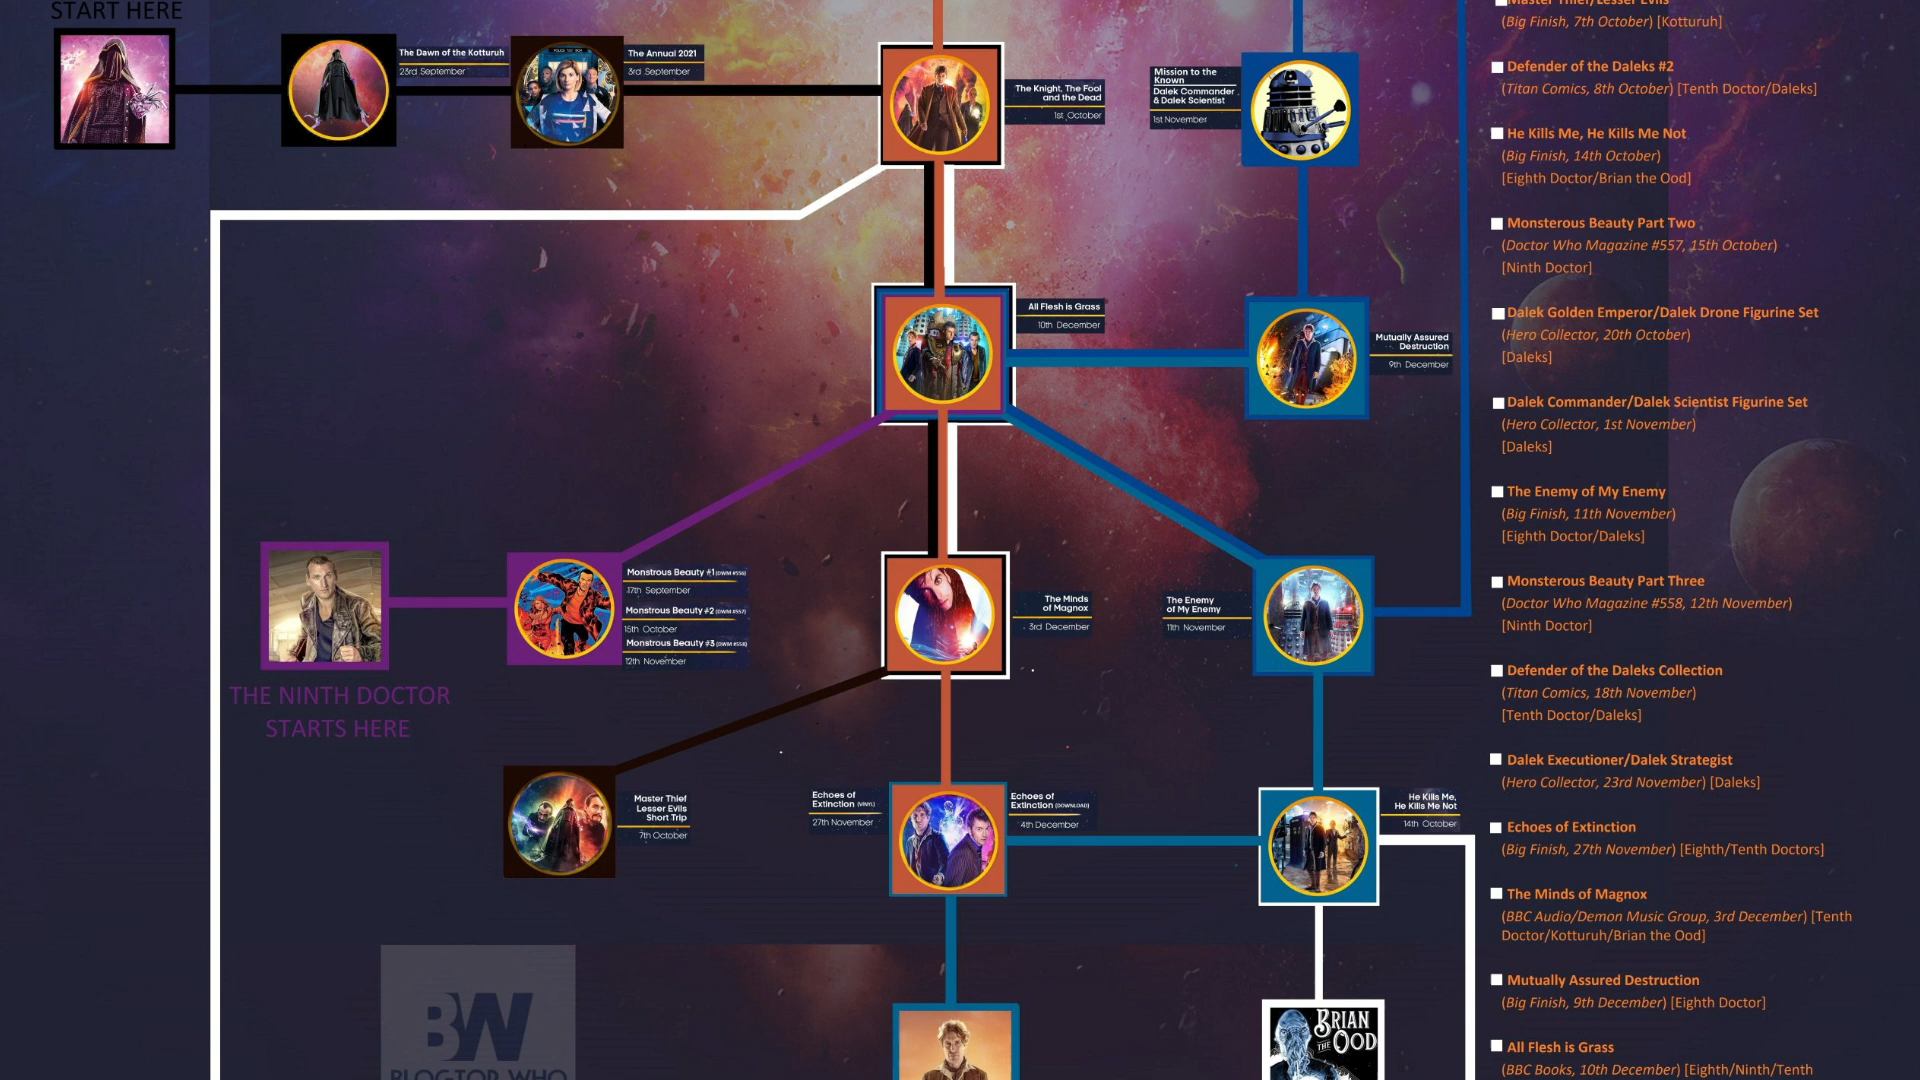 START HERE
The Dawn of the Kotturuh
23rd September
The Annual 2021
3rd September
The Knight, The Fool
and the Dead
1st October
Mission to the
Known
Dalek Commander
& Dalek Scientist
1st November
All Flesh is Grass
10th December
Mutually Assured
Destruction
9th December
Monstrous Beauty #1 (DWM #556)
17th September
Monstrous Beauty #2 (DWM #557)
15th October
Monstrous Beauty #3 (DWM #558)
12th November
THE NINTH DOCTOR
STARTS HERE
The Minds
of Magnox
3rd December
The Enemy
of My Enemy
11th November
Master Thief
Lesser Evils
Short Trip
7th October
Echoes of
Extinction (VINYL)
27th November
Echoes of
Extinction (DOWNLOAD)
4th December
He Kills Me,
He Kills Me Not
14th October
BW
BLOGTOR WHO
BRIAN
THE OOD
Master Thief/Lesser Evils
(Big Finish, 7th October) [Kotturuh]
Defender of the Daleks #2
(Titan Comics, 8th October) [Tenth Doctor/Daleks]
He Kills Me, He Kills Me Not
(Big Finish, 14th October)
[Eighth Doctor/Brian the Ood]
Monsterous Beauty Part Two
(Doctor Who Magazine #557, 15th October)
[Ninth Doctor]
Dalek Golden Emperor/Dalek Drone Figurine Set
(Hero Collector, 20th October)
[Daleks]
Dalek Commander/Dalek Scientist Figurine Set
(Hero Collector, 1st November)
[Daleks]
The Enemy of My Enemy
(Big Finish, 11th November)
[Eighth Doctor/Daleks]
Monsterous Beauty Part Three
(Doctor Who Magazine #558, 12th November)
[Ninth Doctor]
Defender of the Daleks Collection
(Titan Comics, 18th November)
[Tenth Doctor/Daleks]
Dalek Executioner/Dalek Strategist
(Hero Collector, 23rd November) [Daleks]
Echoes of Extinction
(Big Finish, 27th November) [Eighth/Tenth Doctors]
The Minds of Magnox
(BBC Audio/Demon Music Group, 3rd December) [Tenth
Doctor/Kotturuh/Brian the Ood]
Mutually Assured Destruction
(Big Finish, 9th December) [Eighth Doctor]
All Flesh is Grass
(BBC Books, 10th December) [Eighth/Ninth/Tenth